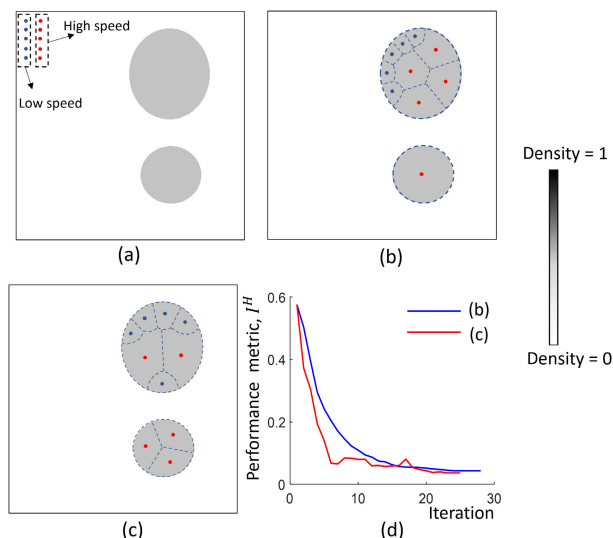 High speed
Low speed
(a)
(b)
Density = 1
Density = 0
(c)
Performance metric, I^H
0.6
0.4
0.2
0
(b)
(c)
0 10 20 30
Iteration
(d)